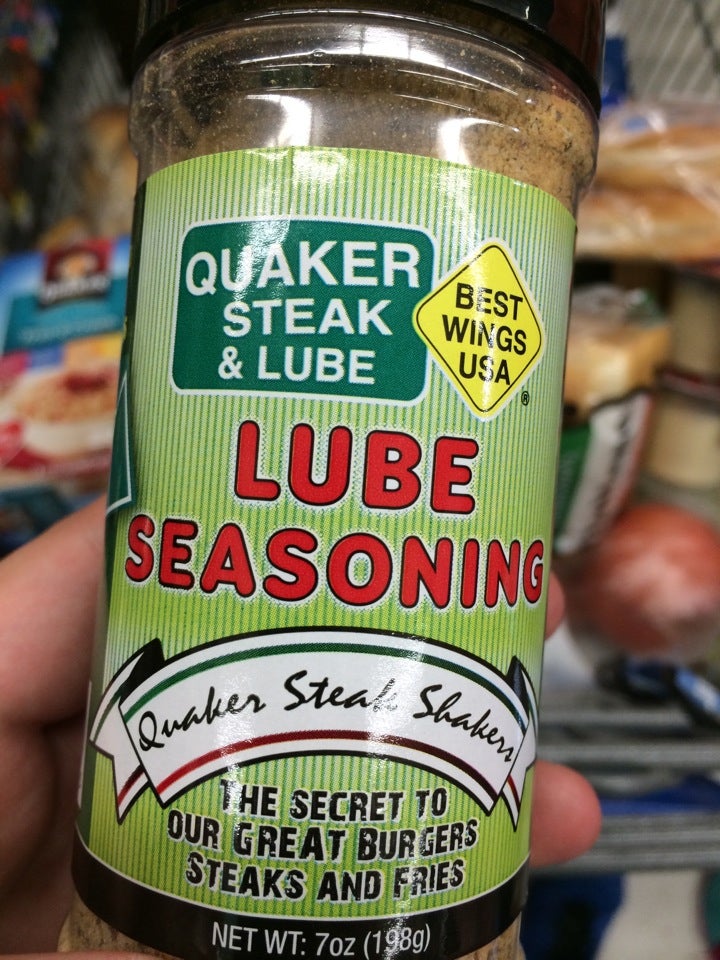 QUAKER
STEAK
& LUBE
BEST
WINGS
USA
®
LUBE
SEASONING
Quaker Steak Shakers
THE SECRET TO
OUR GREAT BURGERS
STEAKS AND FRIES
NET WT: 7oz (198g)